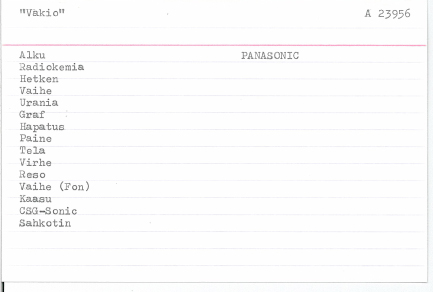 "Vakio" A 23956
Alku PANASONIC
Radiokemia
Hetken
Vaihe
Urania
Graf
Hapatus
Paine
Tela
Virhe
Reso
Vaihe (Fon)
Kaasu
CSG-Sonic
Sahkotin